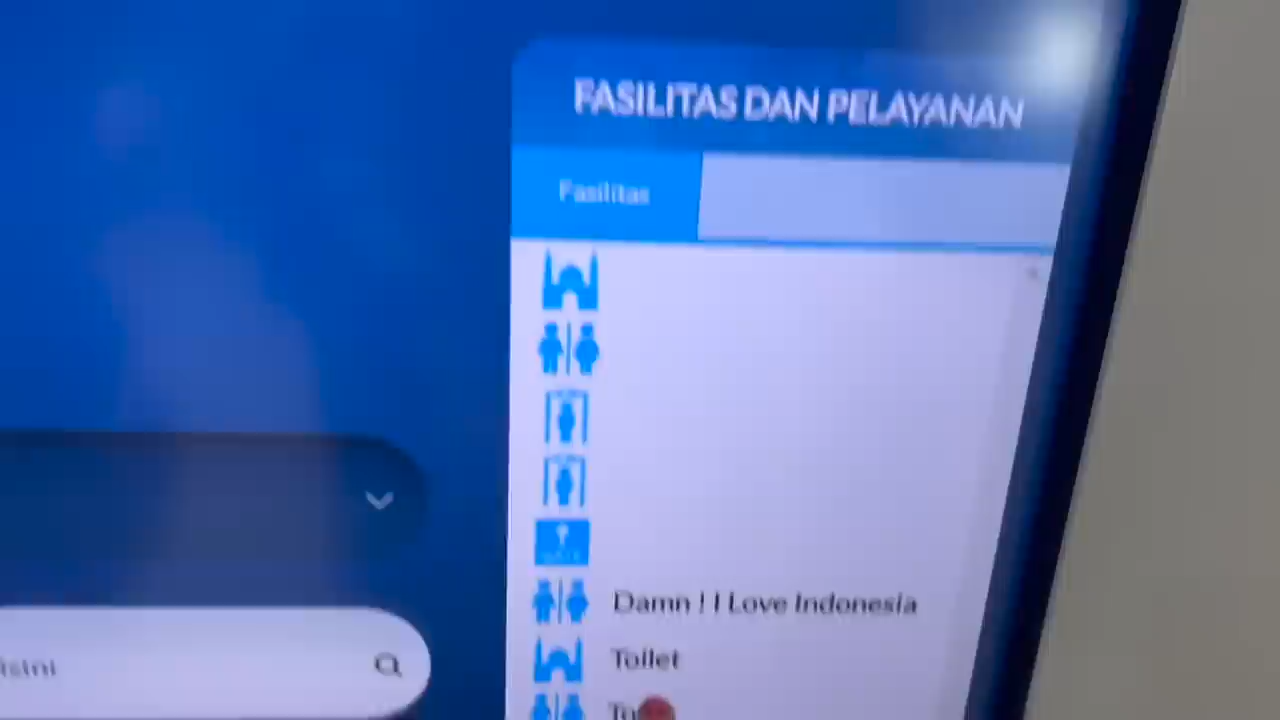 FASILITAS DAN PELAYANAN
Fasilitas
Damn ! I Love Indonesia
Toilet